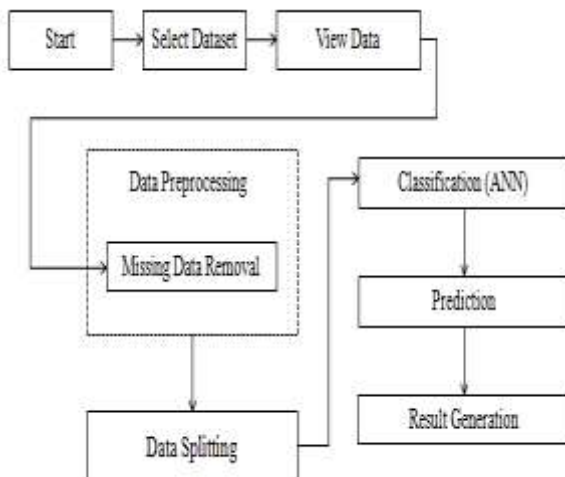 Start
Select Dataset
View Data
Data Preprocessing
Missing Data Removal
Data Splitting
Classification (ANN)
Prediction
Result Generation